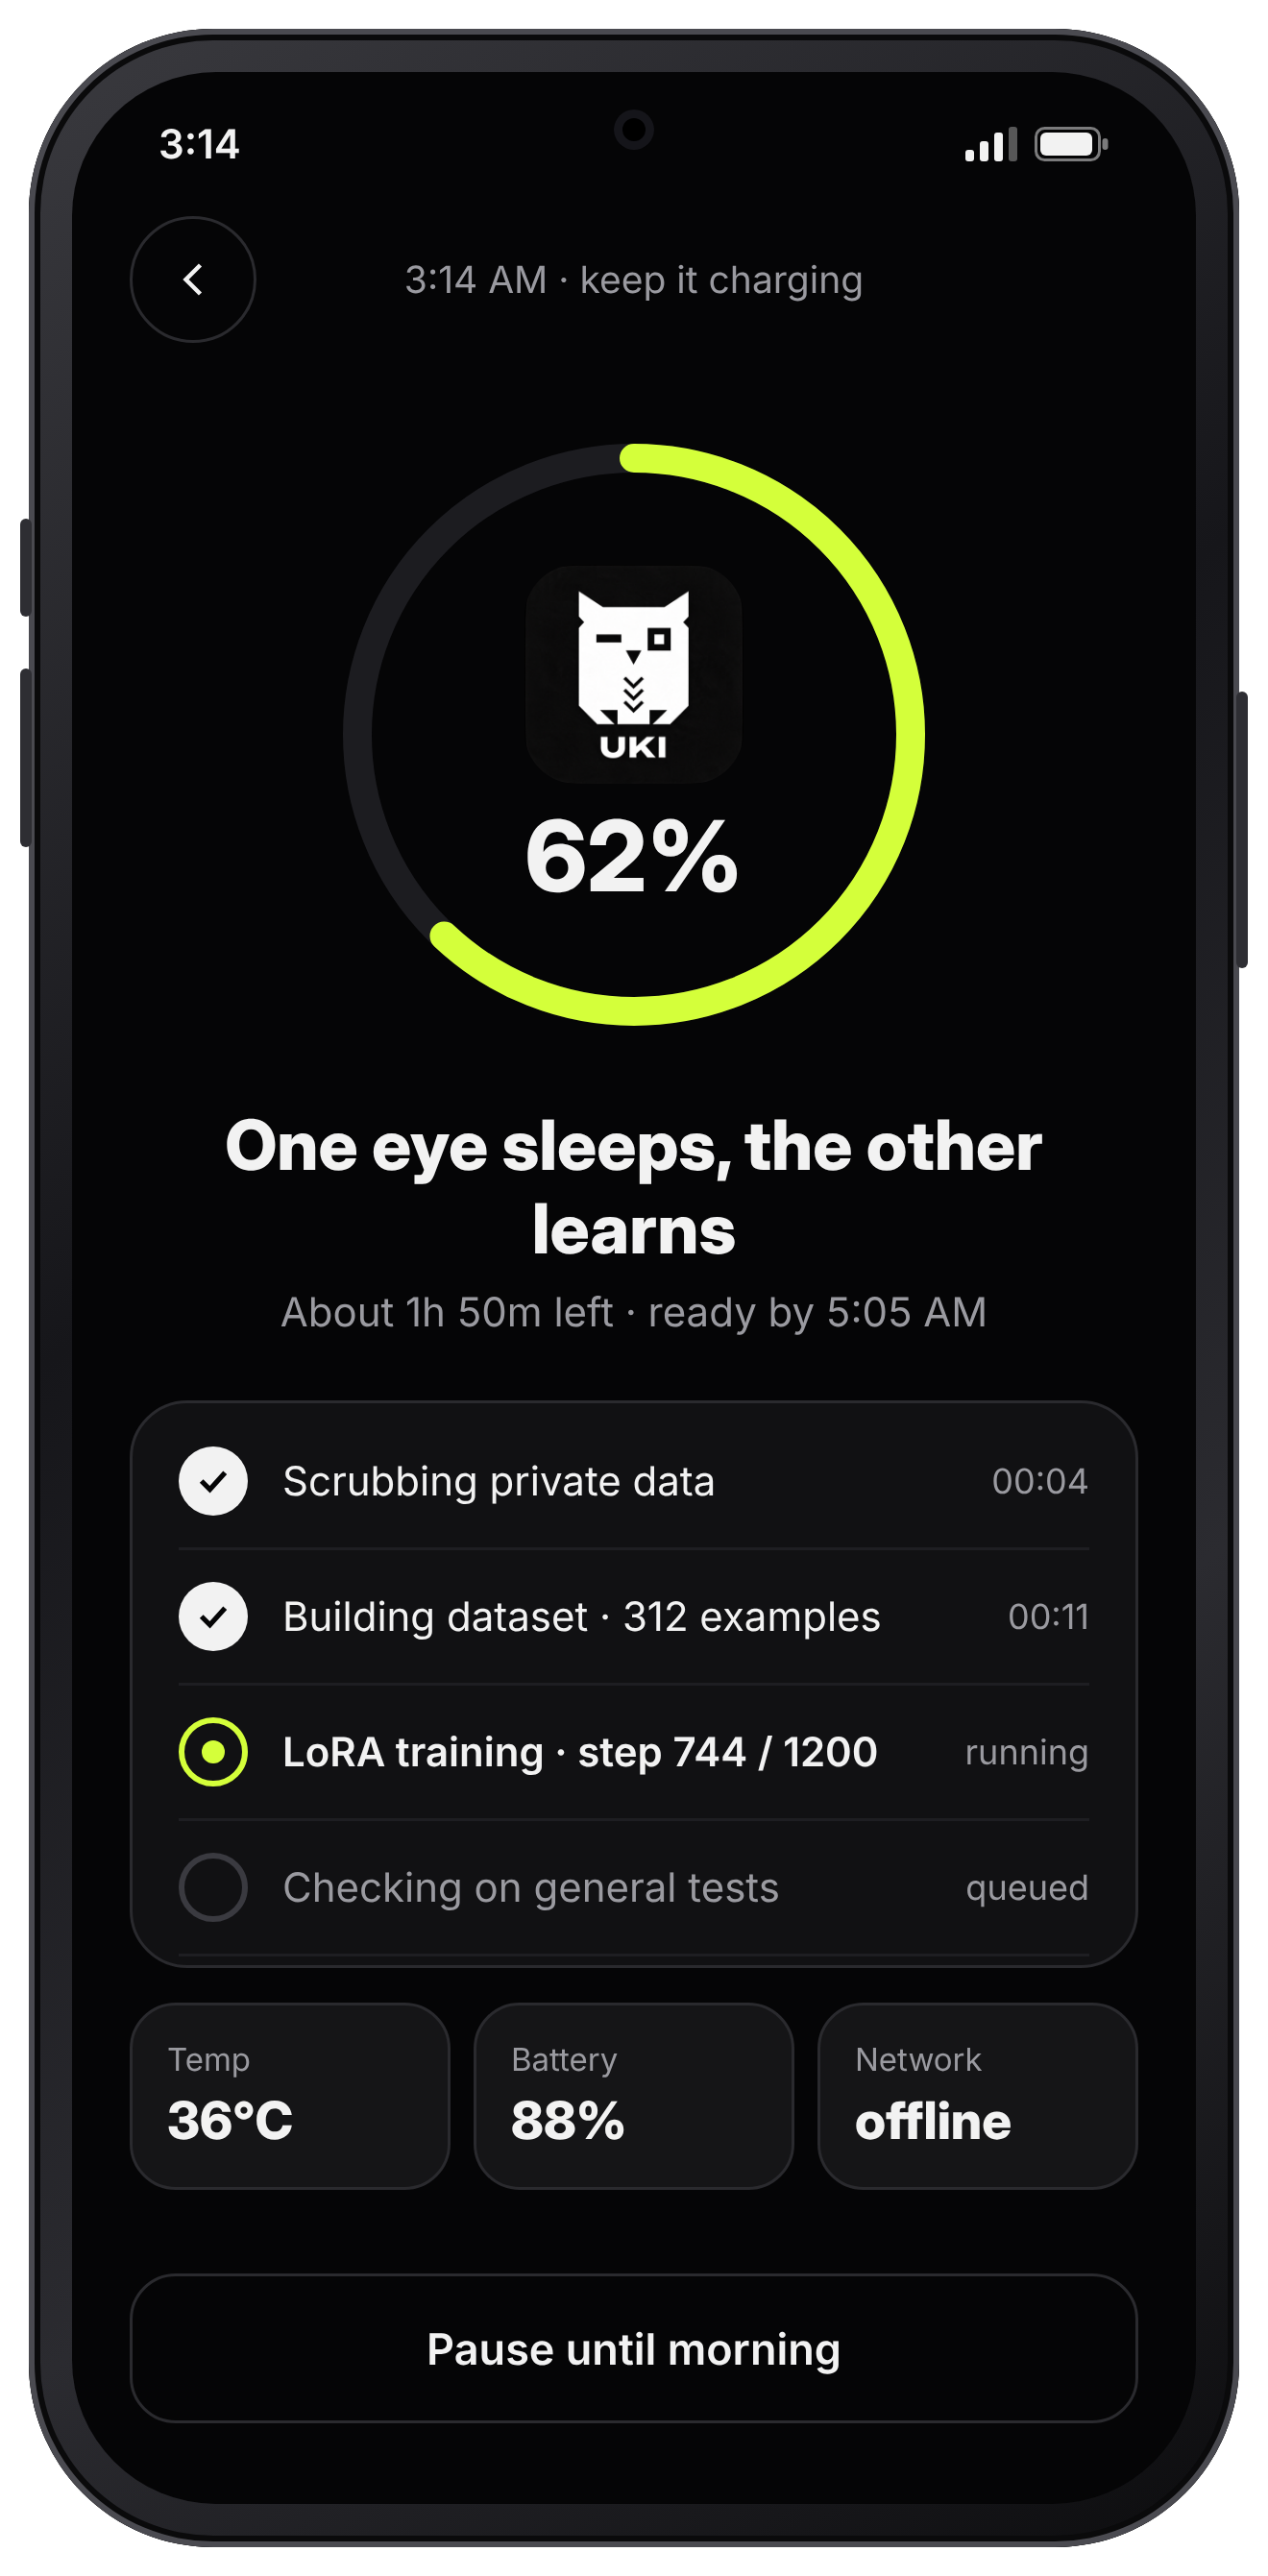 3:14
3:14 AM · keep it charging
UKI
62%
One eye sleeps, the other
learns
About 1h 50m left · ready by 5:05 AM
Scrubbing private data 00:04
Building dataset · 312 examples 00:11
LoRA training · step 744 / 1200 running
Checking on general tests queued
Temp Battery Network
36°C 88% offline
Pause until morning